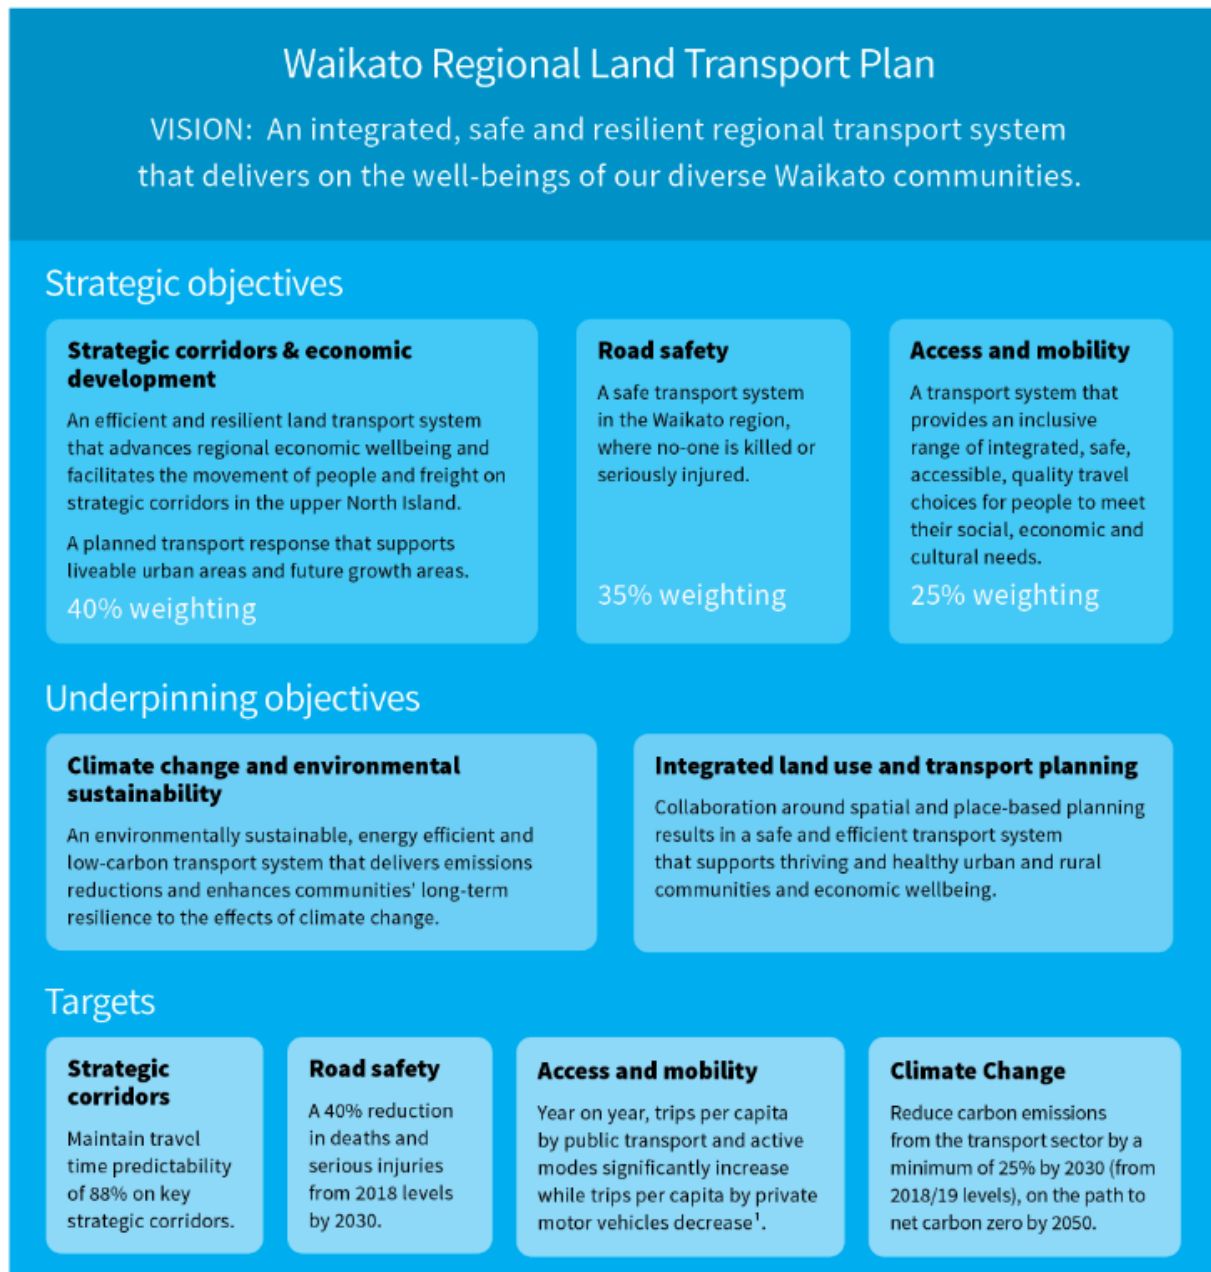 Waikato Regional Land Transport Plan
VISION: An integrated, safe and resilient regional transport system
that delivers on the well-beings of our diverse Waikato communities.
Strategic objectives
Strategic corridors & economic
development
An efficient and resilient land transport system
that advances regional economic wellbeing and
facilitates the movement of people and freight on
strategic corridors in the upper North Island.
A planned transport response that supports
liveable urban areas and future growth areas.
40% weighting
Road safety
A safe transport system
in the Waikato region,
where no-one is killed or
seriously injured.
35% weighting
Access and mobility
A transport system that
provides an inclusive
range of integrated, safe,
accessible, quality travel
choices for people to meet
their social, economic and
cultural needs.
25% weighting
Underpinning objectives
Climate change and environmental
sustainability
An environmentally sustainable, energy efficient and
low-carbon transport system that delivers emissions
reductions and enhances communities' long-term
resilience to the effects of climate change.
Integrated land use and transport planning
Collaboration around spatial and place-based planning
results in a safe and efficient transport system
that supports thriving and healthy urban and rural
communities and economic wellbeing.
Targets
Strategic
corridors
Maintain travel
time predictability
of 88% on key
strategic corridors.
Road safety
A 40% reduction
in deaths and
serious injuries
from 2018 levels
by 2030.
Access and mobility
Year on year, trips per capita
by public transport and active
modes significantly increase
while trips per capita by private
motor vehicles decrease¹.
Climate Change
Reduce carbon emissions
from the transport sector by a
minimum of 25% by 2030 (from
2018/19 levels), on the path to
net carbon zero by 2050.